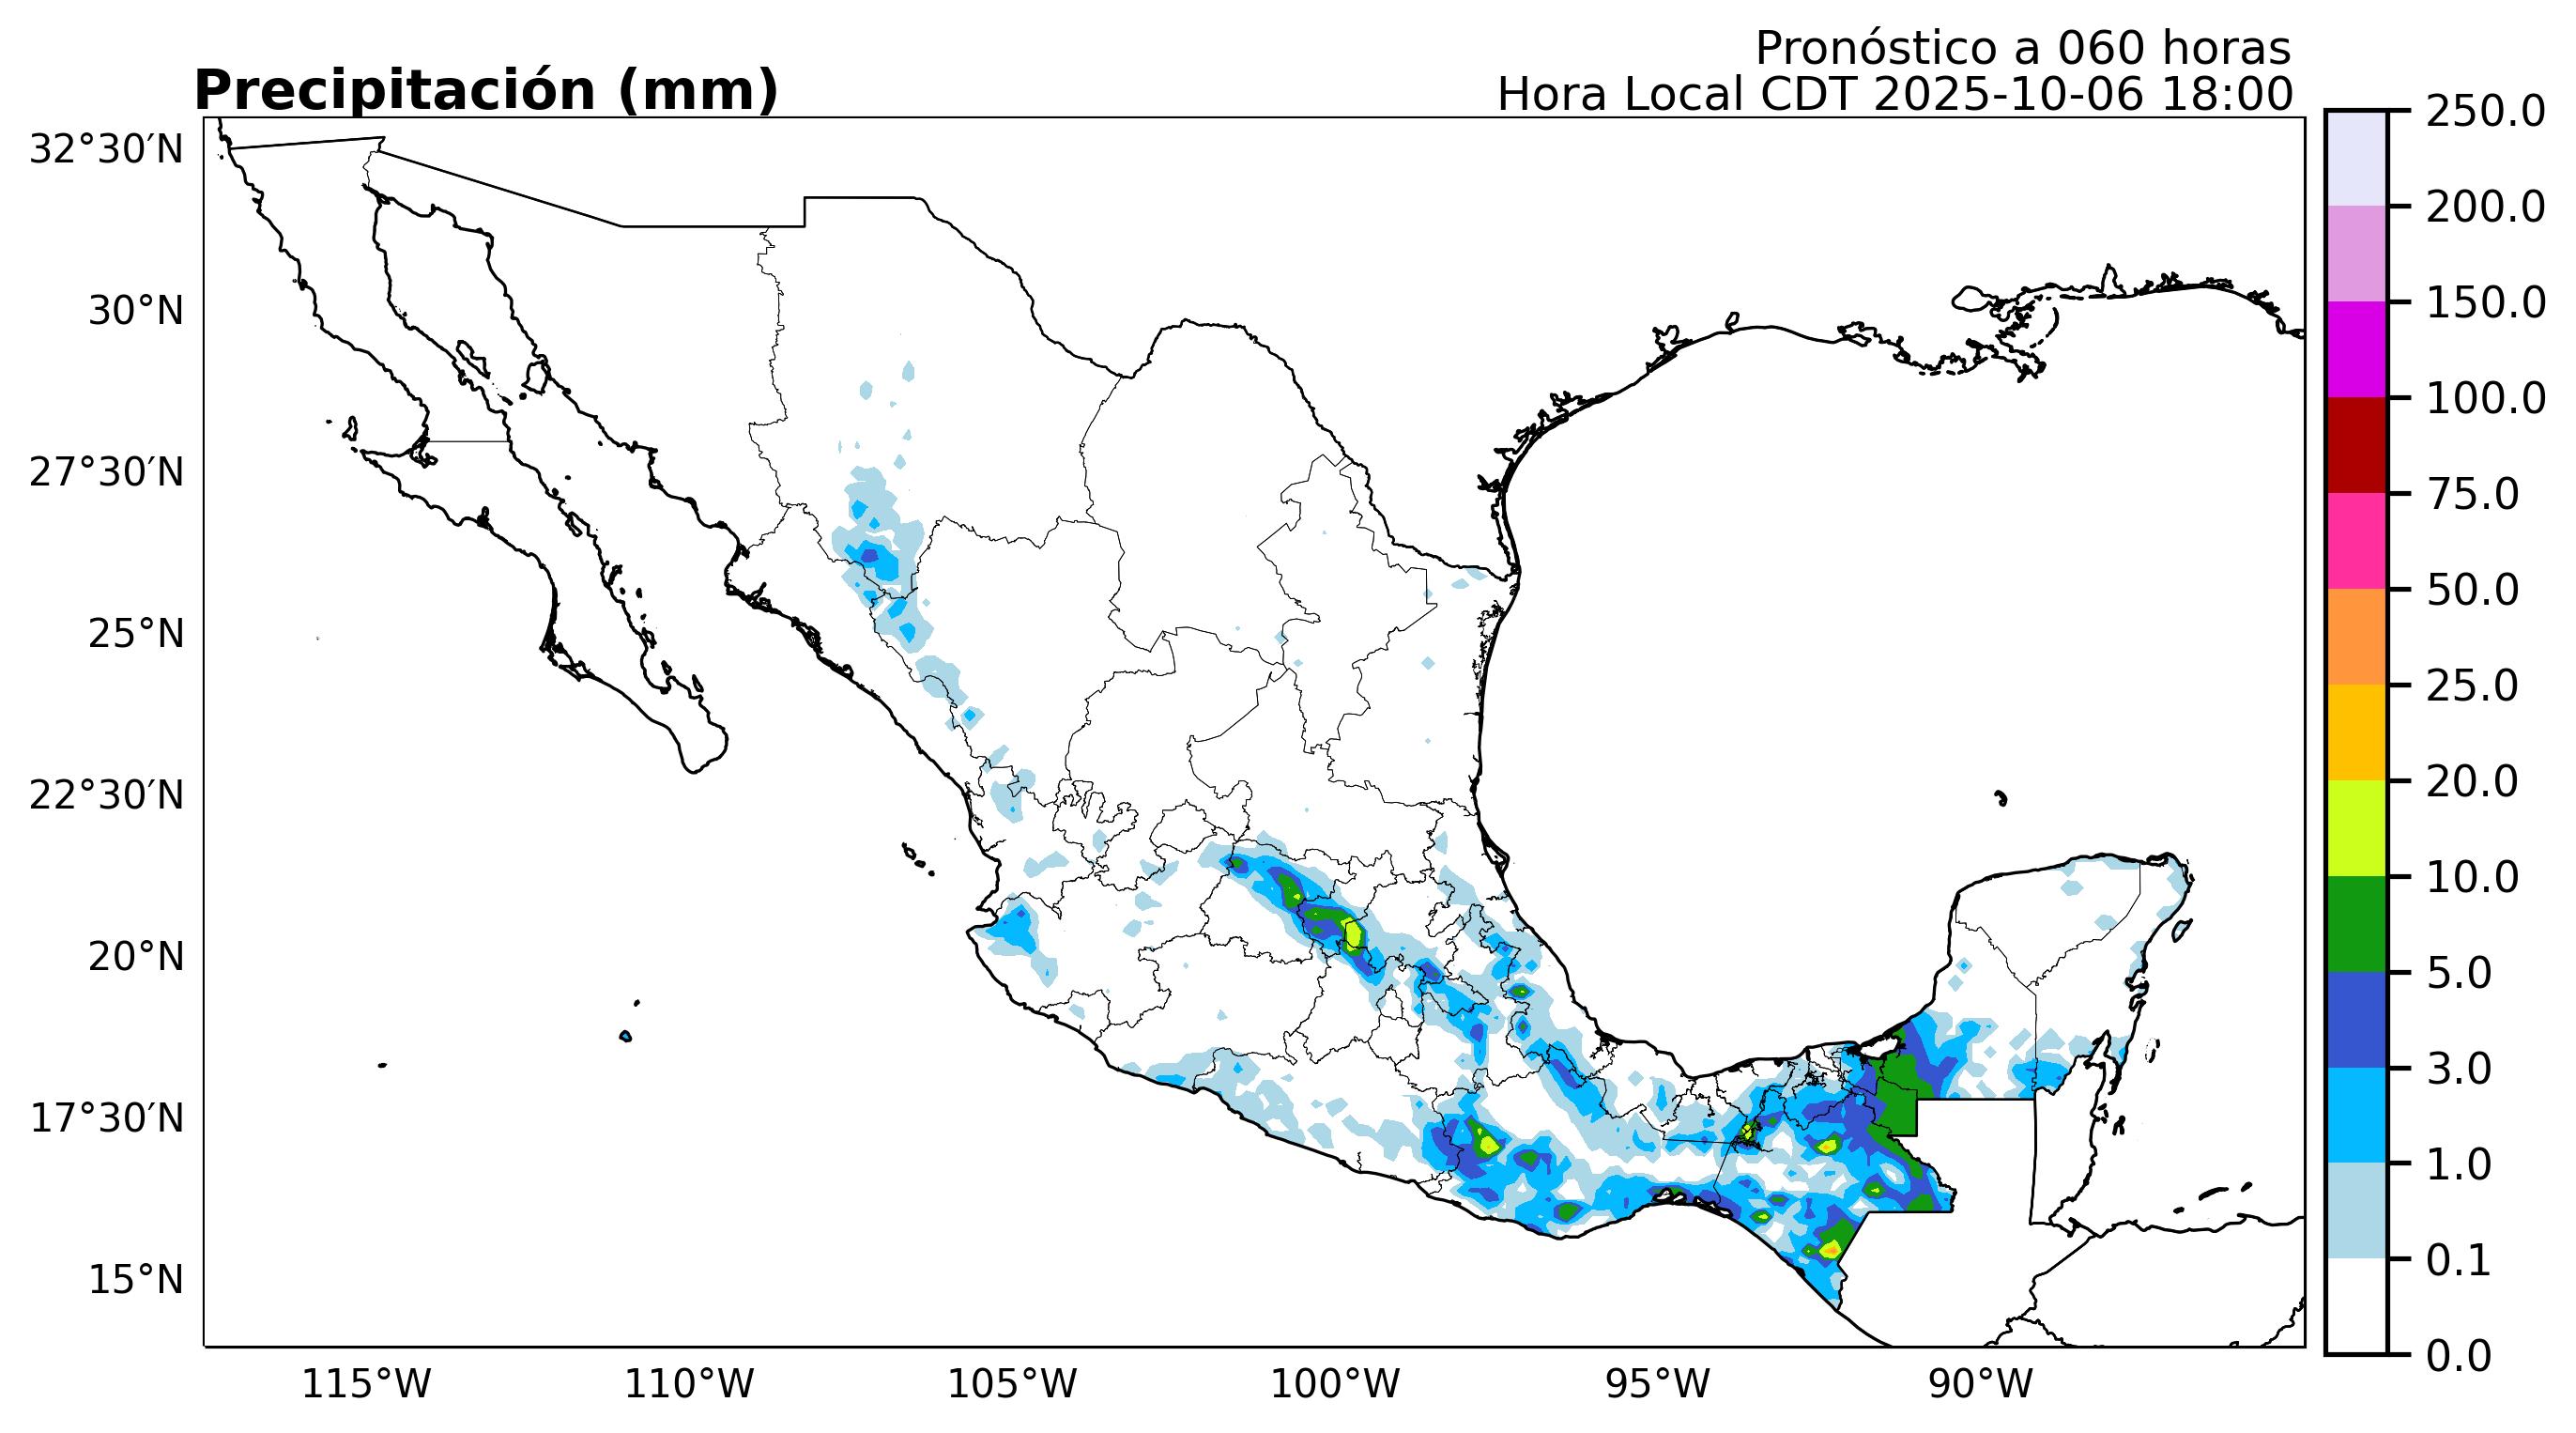 Pronóstico a 060 horas
Precipitación (mm)
Hora Local CDT 2025-10-06 18:00
32°30′N
30°N
27°30′N
25°N
22°30′N
20°N
17°30′N
15°N
115°W
110°W
105°W
100°W
95°W
90°W
250.0
200.0
150.0
100.0
75.0
50.0
25.0
20.0
10.0
5.0
3.0
1.0
0.1
0.0